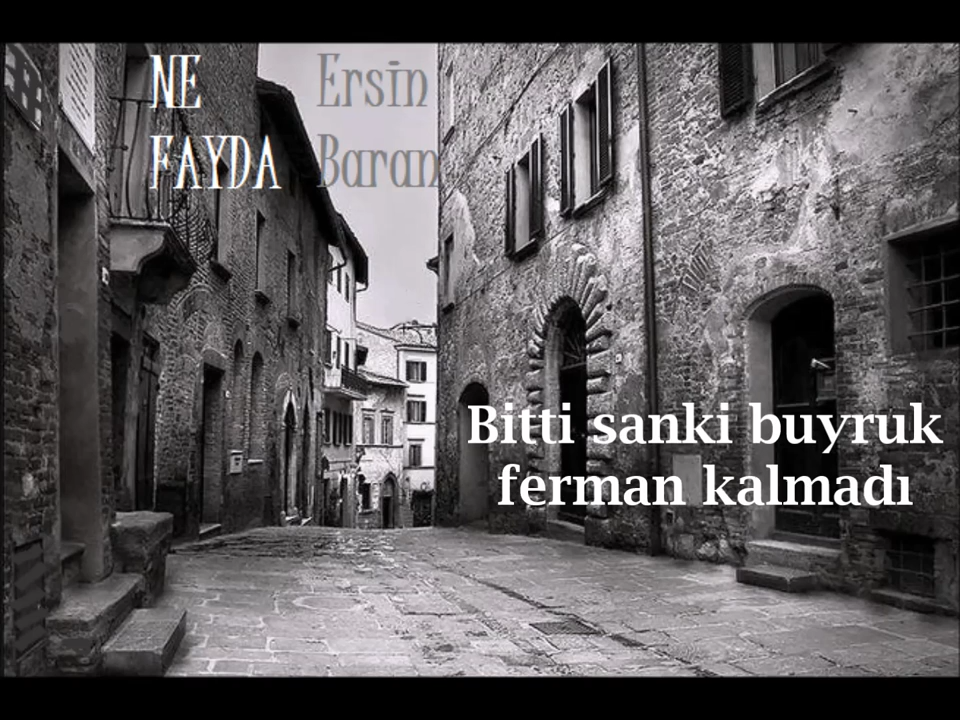 NE
FAYDA
Ersin
Baran
Bitti sanki buyruk
ferman kalmadı